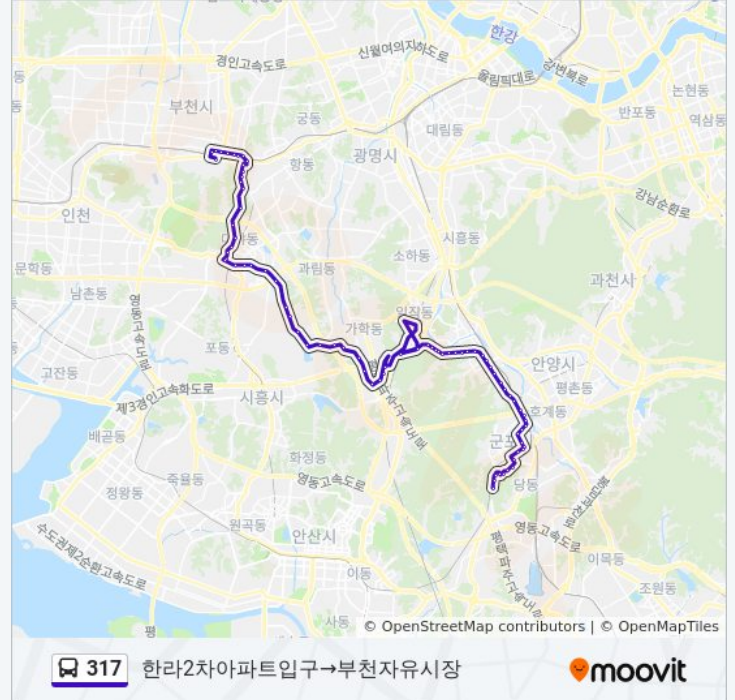 한강
신월여의지하도로
경인고속도로
강변북로
올림픽대로
논현동
부천시
궁동
반포동
역삼동
대림동
광명시
항동
강남순환로
인천
시흥동
소하동
문학동
과림동
과천시
남촌동
일직동
영동고속도로
가학동
포동
안양시
고잔동
평촌동
제3경인고속화도로
시흥시
호계동
배곧동
군포
화정동
죽율동
영동고속도로
당동
정왕동
원곡동
안산시
영동고속도로
수도권제2순환고속도로
이목동
이동
조원동
사동
평
© OpenStreetMap contributors | © OpenMapTiles
317 한라2차아파트입구→부천자유시장
moovit